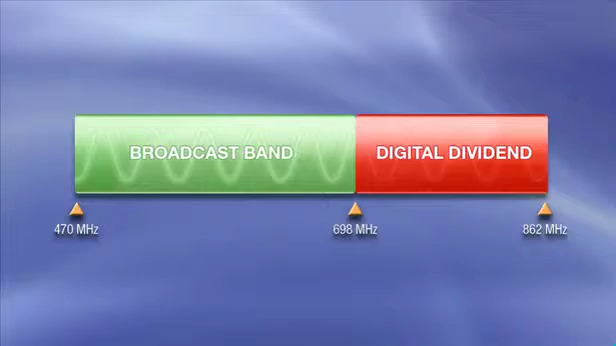 BROADCAST BAND
DIGITAL DIVIDEND
470 MHz
698 MHz
862 MHz